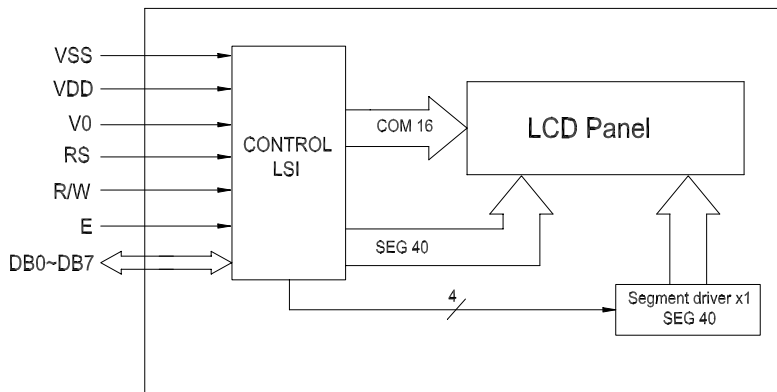 VSS
VDD
V0
RS
R/W
E
DB0~DB7
CONTROL
LSI
COM 16
LCD Panel
SEG 40
4
Segment driver x1
SEG 40